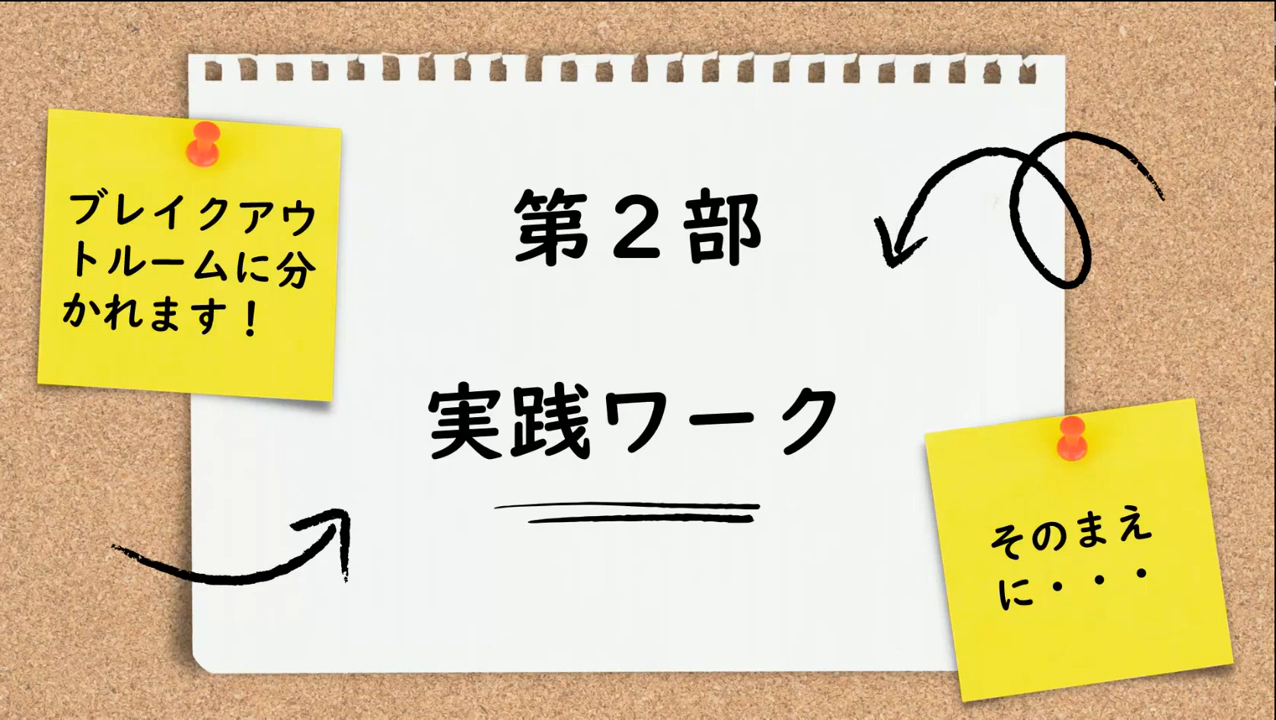 ブレイクアウ
トルームに分
かれます！
第２部
実践ワーク
そのまえ
に・・・